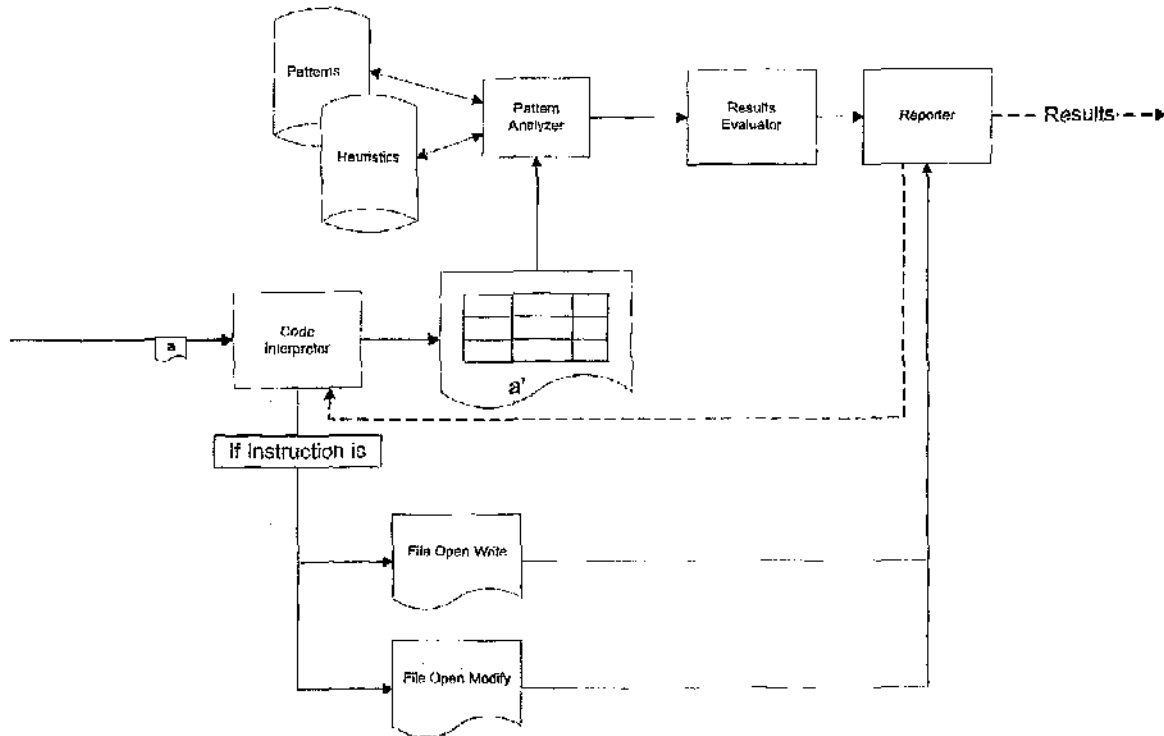 Patterns
Heuristics
Pattern
Analyzer
Results
Evaluator
Reporter
Results
a
Code
Interpreter
a'
If Instruction is
File Open Write
File Open Modify